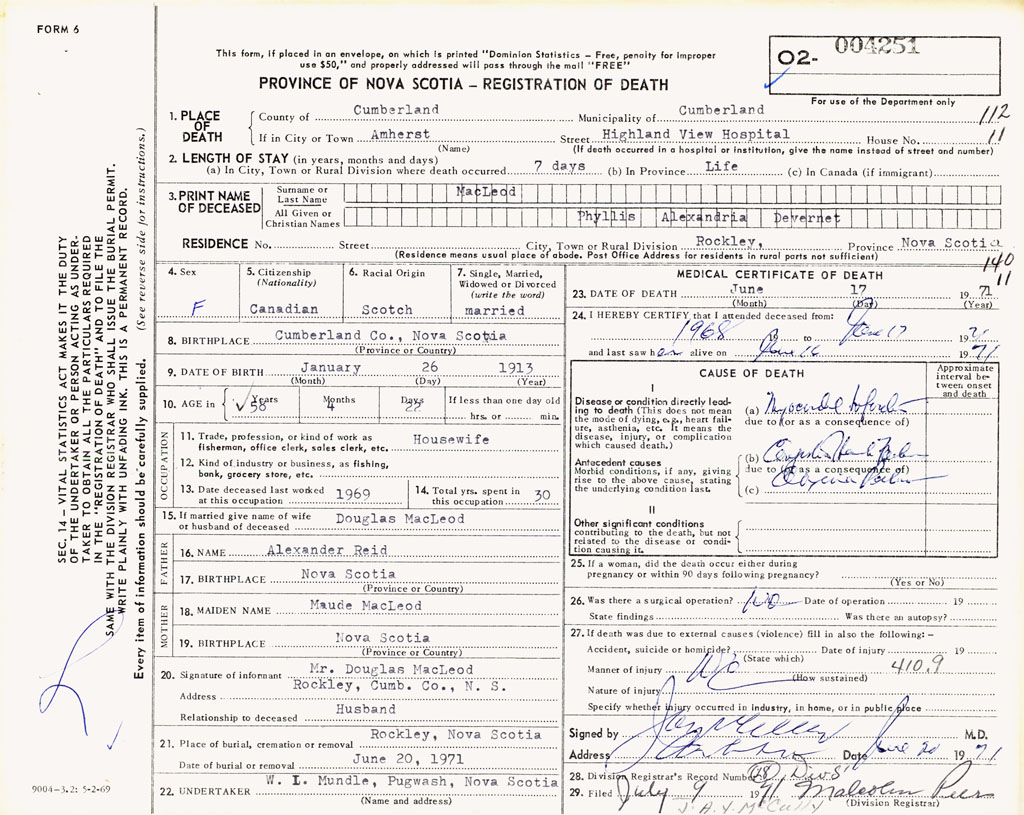 FORM 6
This form, if placed in an envelope, on which is printed "Dominion Statistics – Free, penalty for improper
use $50," and properly addressed will pass through the mail "FREE"
PROVINCE OF NOVA SCOTIA – REGISTRATION OF DEATH
O2- 004251
For use of the Department only
112
11
1. PLACE OF DEATH
County of Cumberland Municipality of Cumberland
If in City or Town Amherst Street Highland View Hospital House No.
(Name) (If death occurred in a hospital or institution, give the name instead of street and number)
2. LENGTH OF STAY (in years, months and days)
(a) In City, Town or Rural Division where death occurred 7 days (b) In Province Life (c) In Canada (if immigrant)
3. PRINT NAME OF DECEASED
Surname or Last Name MacLeod
All Given or Christian Names Phyllis Alexandria Devernet
RESIDENCE No. Street City, Town or Rural Division Rockley, Province Nova Scotia
(Residence means usual place of abode. Post Office Address for residents in rural parts not sufficient)
140
11
4. Sex F
5. Citizenship (Nationality) Canadian
6. Racial Origin Scotch
7. Single, Married, Widowed or Divorced (write the word) married
8. BIRTHPLACE Cumberland Co., Nova Scotia
(Province or Country)
9. DATE OF BIRTH January 26 1913
(Month) (Day) (Year)
10. AGE in Years 58 Months 4 Days 22 If less than one day old
hrs. or min.
OCCUPATION
11. Trade, profession, or kind of work as
fisherman, office clerk, sales clerk, etc. Housewife
12. Kind of industry or business, as fishing,
bank, grocery store, etc.
13. Date deceased last worked at this occupation 1969
14. Total yrs. spent in this occupation 30
15. If married give name of wife
or husband of deceased Douglas MacLeod
FATHER
16. NAME Alexander Reid
17. BIRTHPLACE Nova Scotia
(Province or Country)
MOTHER
18. MAIDEN NAME Maude MacLeod
19. BIRTHPLACE Nova Scotia
(Province or Country)
20. Signature of informant Mr. Douglas MacLeod
Address Rockley, Cumb. Co., N. S.
Relationship to deceased Husband
21. Place of burial, cremation or removal Rockley, Nova Scotia
Date of burial or removal June 20, 1971
22. UNDERTAKER W. I. Mundle, Pugwash, Nova Scotia
(Name and address)
MEDICAL CERTIFICATE OF DEATH
23. DATE OF DEATH June 17 1971
(Month) (Day) (Year)
24. I HEREBY CERTIFY that I attended deceased from:
1968 19 to June 17 1971
and last saw her alive on June 16 1971
CAUSE OF DEATH
Approximate interval between onset and death
I
Disease or condition directly leading to death (This does not mean the mode of dying, e.g., heart failure, asthenia, etc. It means the disease, injury, or complication which caused death.)
(a) Myocardial Infarction
due to (or as a consequence of)
Antecedent causes
Morbid conditions, if any, giving rise to the above cause, stating the underlying condition last.
(b) Congestive Heart Failure
due to (or as a consequence of)
(c)
II
Other significant conditions
contributing to the death, but not related to the disease or condition causing it.
25. If a woman, did the death occur either during
pregnancy or within 90 days following pregnancy?
(Yes or No)
26. Was there a surgical operation? No Date of operation 19
State findings Was there an autopsy?
27. If death was due to external causes (violence) fill in also the following: –
Accident, suicide or homicide? Date of injury 19
(State which)
Manner of injury 410.9
(How sustained)
Nature of injury
Specify whether injury occurred in industry, in home, or in public place
Signed by M.D.
Address Date June 20 1971
28. Division Registrar's Record Number
29. Filed July 9 1971 Malcolm
(Division Registrar)
J. A. Y. McCully
SEC. 14 – VITAL STATISTICS ACT MAKES IT THE DUTY
OF THE UNDERTAKER OR PERSON ACTING AS UNDER-
TAKER TO OBTAIN ALL THE PARTICULARS REQUIRED
IN THE "REGISTRATION OF DEATH" AND TO FILE THE
SAME WITH THE DIVISION REGISTRAR WHO SHALL ISSUE THE BURIAL PERMIT.
WRITE PLAINLY WITH UNFADING INK. THIS IS A PERMANENT RECORD.
Every item of information should be carefully supplied. (See reverse side for instructions.)
9004-3.2: 5-2-69